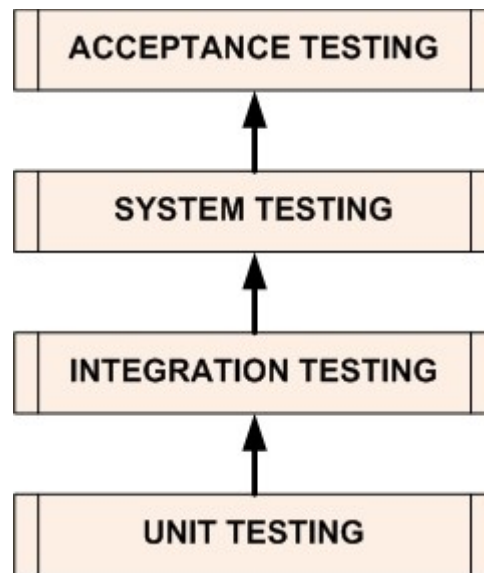 ACCEPTANCE TESTING
SYSTEM TESTING
INTEGRATION TESTING
UNIT TESTING